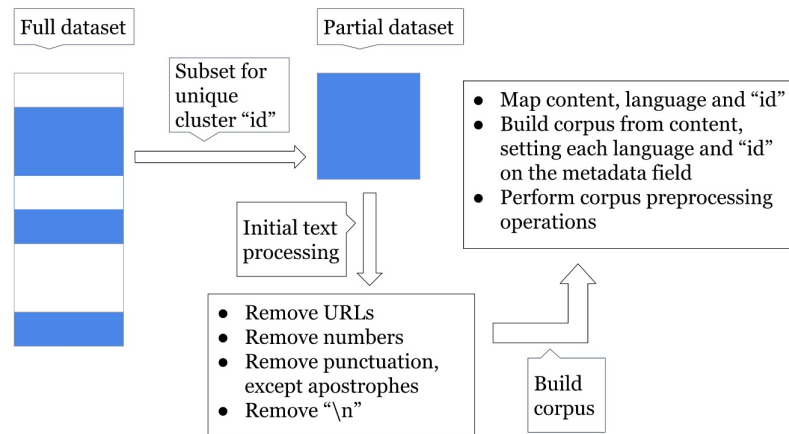 Full dataset
Subset for
unique
cluster “id”
Partial dataset
Initial text
processing
● Remove URLs
● Remove numbers
● Remove punctuation,
except apostrophes
● Remove “\n”
Build
corpus
● Map content, language and “id”
● Build corpus from content,
setting each language and “id”
on the metadata field
● Perform corpus preprocessing
operations